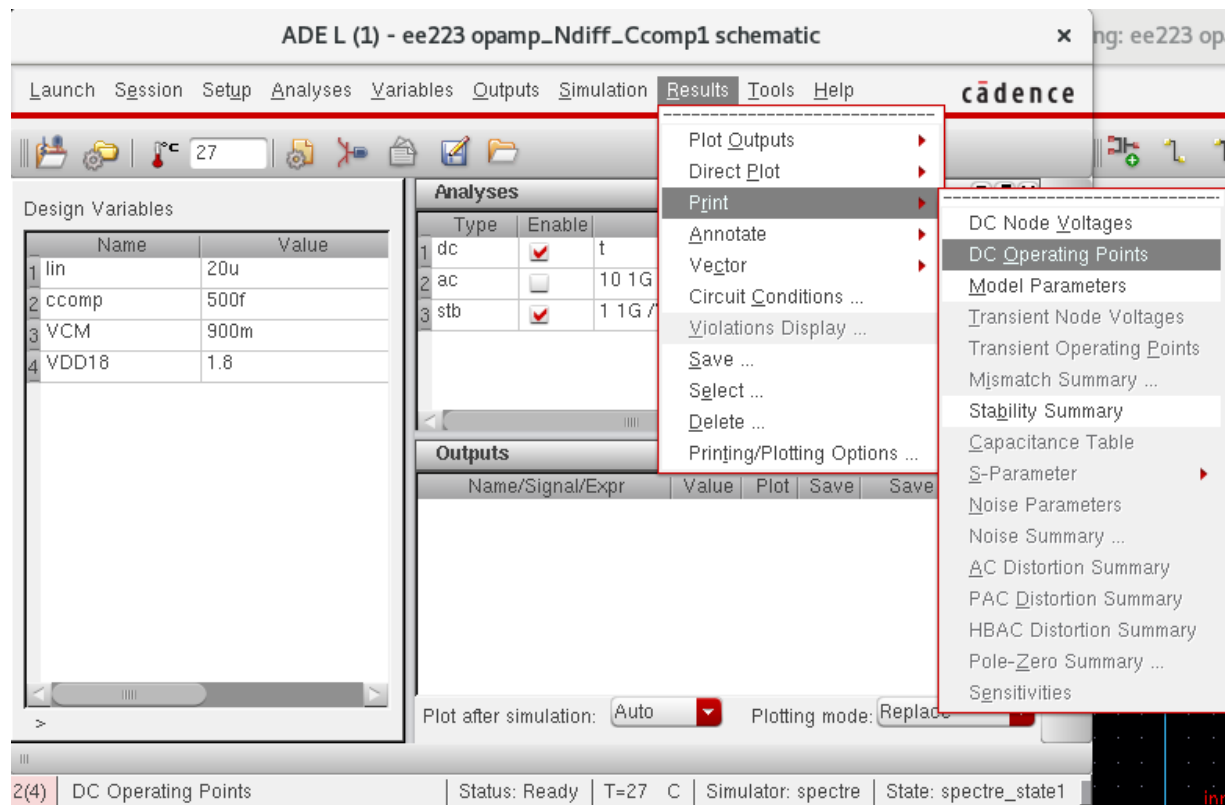 ADE L (1) - ee223 opamp_Ndiff_Ccomp1 schematic
×
ng: ee223 op
Launch Session Setup Analyses Variables Outputs Simulation Results Tools Help
cādence
°C 27
Design Variables
Name Value
1 Iin 20u
2 ccomp 500f
3 VCM 900m
4 VDD18 1.8
>
Analyses
Type Enable
1 dc t
2 ac 10 1G
3 stb 1 1G /
Outputs
Name/Signal/Expr Value Plot Save Save
Plot after simulation: Auto Plotting mode: Replace
Plot Outputs
Direct Plot
Print
Annotate
Vector
Circuit Conditions ...
Violations Display ...
Save ...
Select ...
Delete ...
Printing/Plotting Options ...
DC Node Voltages
DC Operating Points
Model Parameters
Transient Node Voltages
Transient Operating Points
Mismatch Summary ...
Stability Summary
Capacitance Table
S-Parameter
Noise Parameters
Noise Summary ...
AC Distortion Summary
PAC Distortion Summary
HBAC Distortion Summary
Pole-Zero Summary ...
Sensitivities
2(4) DC Operating Points Status: Ready T=27 C Simulator: spectre State: spectre_state1